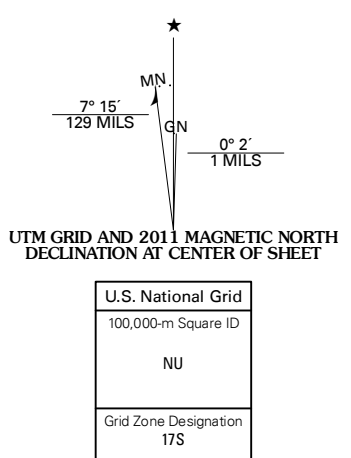 ★
MN
7° 15´
129 MILS
GN
0° 2´
1 MILS
UTM GRID AND 2011 MAGNETIC NORTH
DECLINATION AT CENTER OF SHEET
U.S. National Grid
100,000-m Square ID
NU
Grid Zone Designation
17S